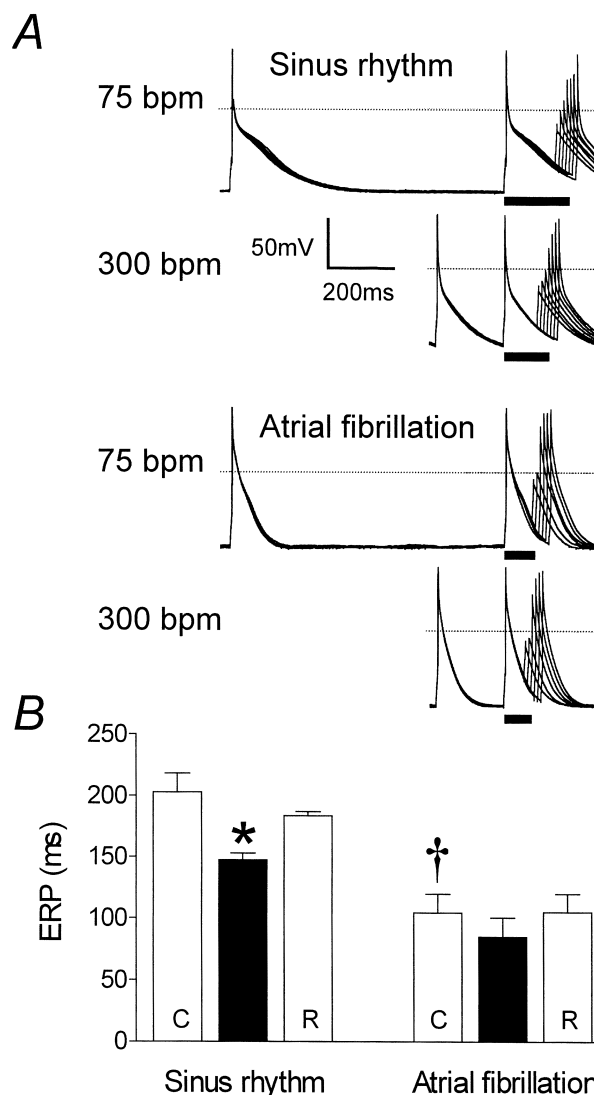 A
Sinus rhythm
75 bpm
300 bpm
50mV
200ms
Atrial fibrillation
75 bpm
300 bpm
B
250
200
150
100
50
0
ERP (ms)
*
†
C
R
C
R
Sinus rhythm
Atrial fibrillation